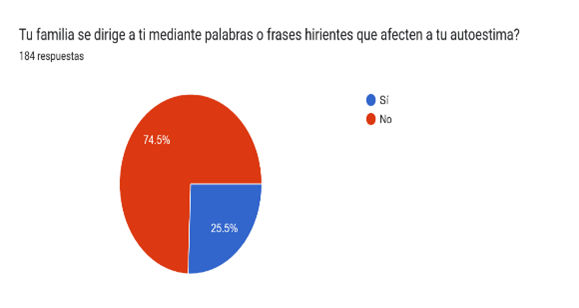 Tu familia se dirige a ti mediante palabras o frases hirientes que afecten a tu autoestima?
184 respuestas
Sí
No
74.5%
25.5%